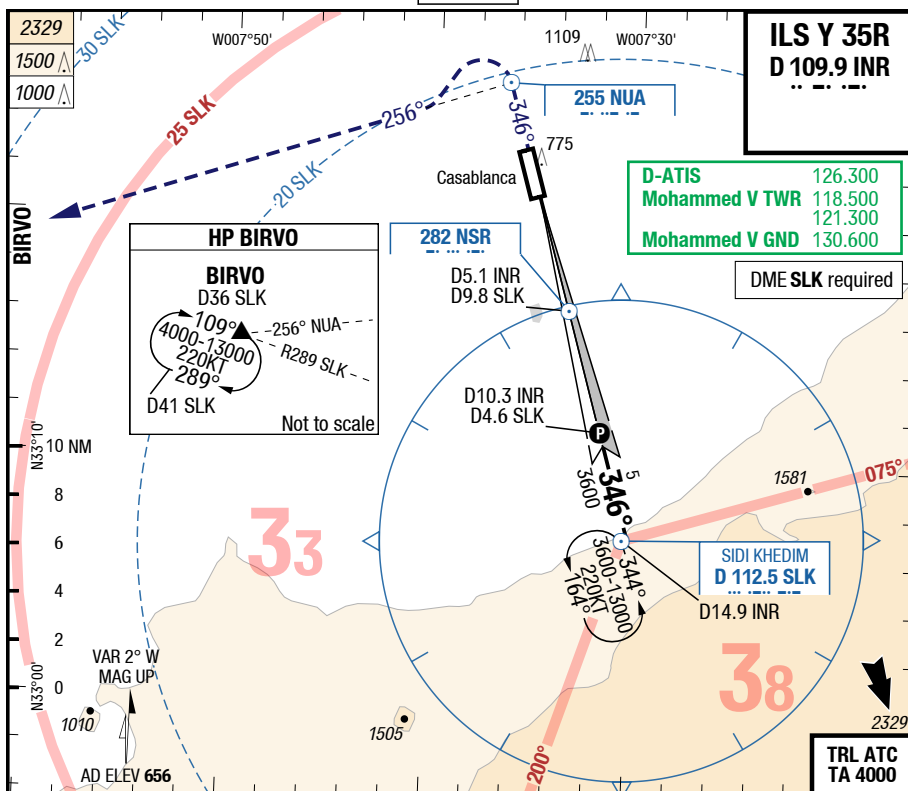 2329
1500
1000
30 SLK
W007°50'
1109
W007°30'
ILS Y 35R
D 109.9 INR
25 SLK
256°
346°
255 NUA
775
Casablanca
20 SLK
D-ATIS 126.300
Mohammed V TWR 118.500
121.300
Mohammed V GND 130.600
BIRVO
HP BIRVO
BIRVO
D36 SLK
109°
4000-13000
220KT
289°
256° NUA
R289 SLK
D41 SLK
Not to scale
282 NSR
D5.1 INR
D9.8 SLK
DME SLK required
D10.3 INR
D4.6 SLK
P
N33°10'
10 NM
8
6
4
2
0
N33°00'
5
3600
346°
1581
075°
33
SIDI KHEDIM
D 112.5 SLK
344°
3600-13000
220KT
164°
D14.9 INR
38
VAR 2° W
MAG UP
1010
1505
AD ELEV 656
200°
2329
TRL ATC
TA 4000